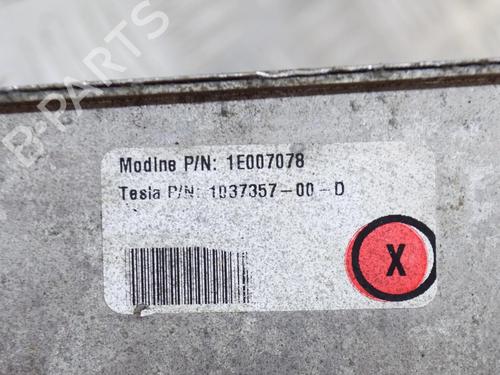 B-PARTS
Modine P/N: 1E007078
Tesla P/N: 1037357-00-D
X